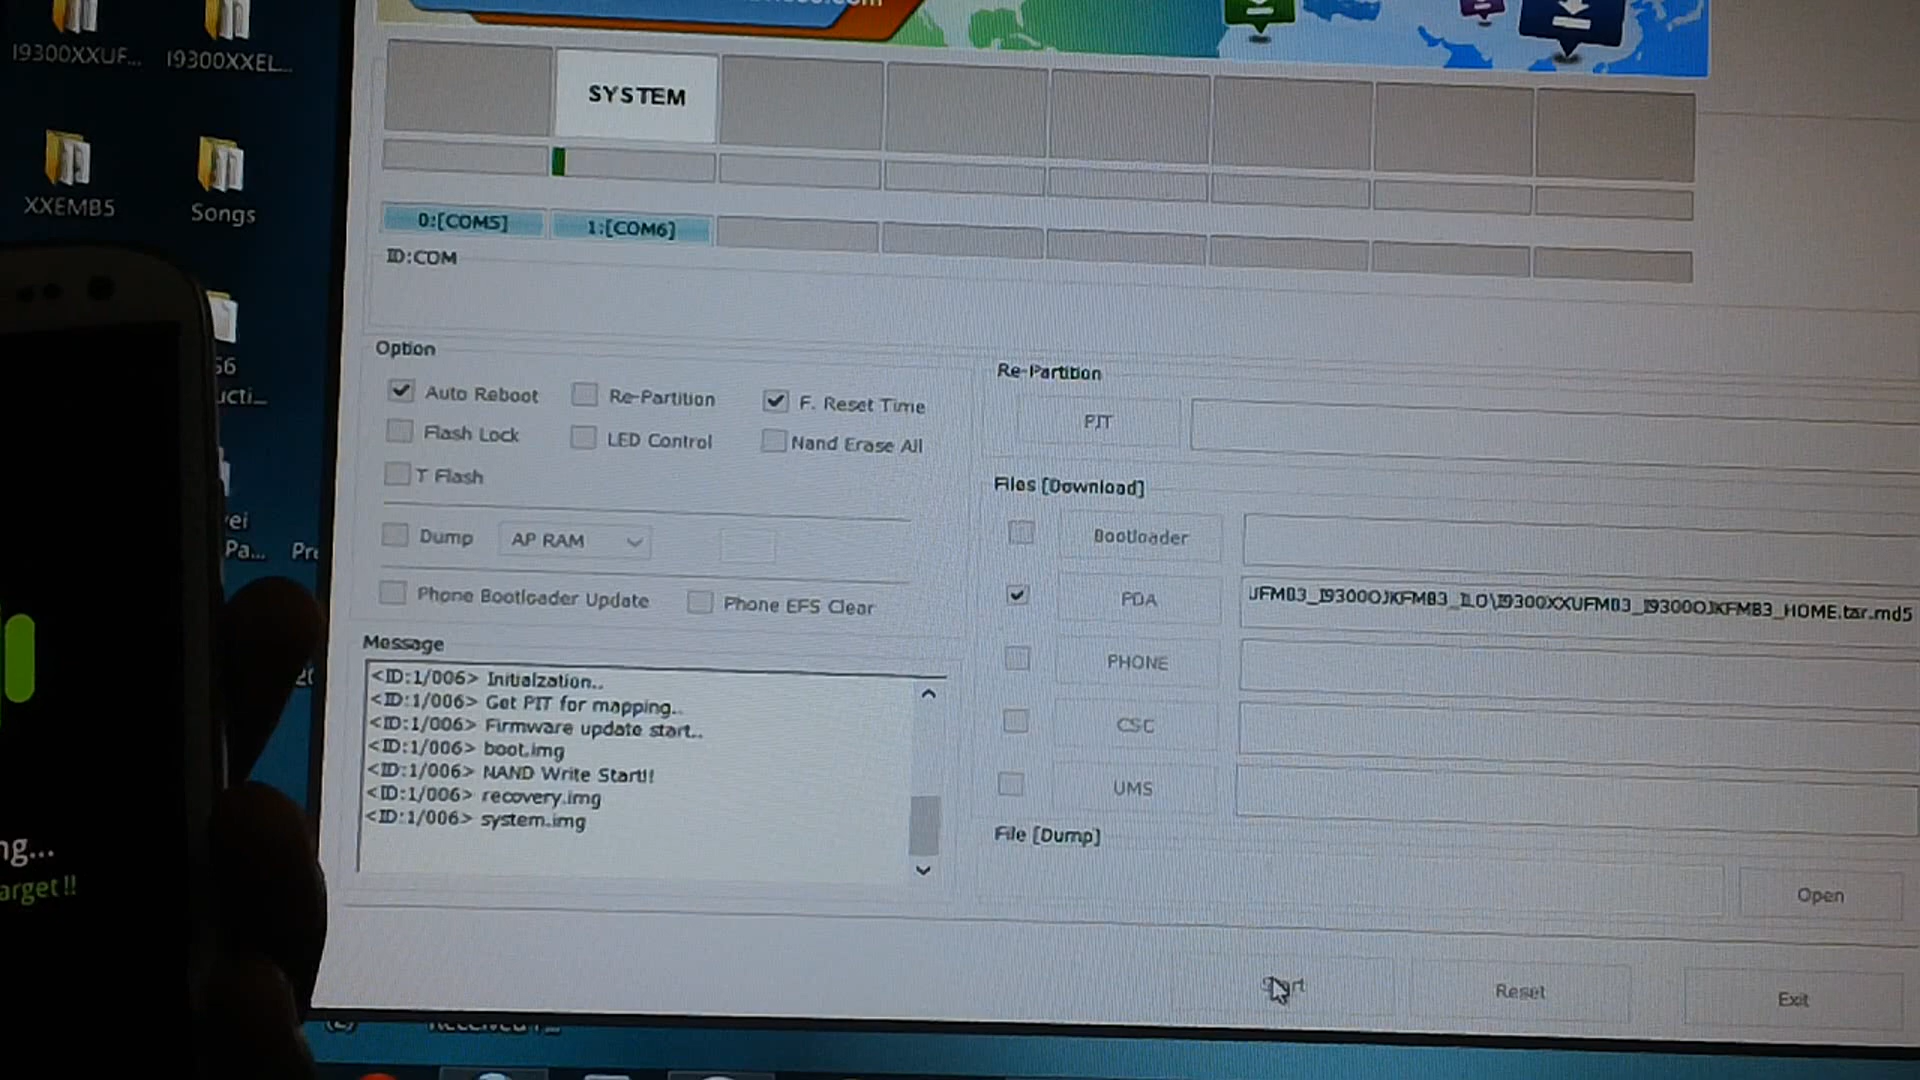 I9300XXUF...
I9300XXEL...
XXEMB5
Songs
SYSTEM
0:[COM5]
1:[COM6]
ID:COM
Option
Auto Reboot
Re-Partition
F. Reset Time
Flash Lock
LED Control
Nand Erase All
T Flash
Dump
AP RAM
Phone Bootloader Update
Phone EFS Clear
Message
<ID:1/006> Initialzation..
<ID:1/006> Get PIT for mapping..
<ID:1/006> Firmware update start..
<ID:1/006> boot.img
<ID:1/006> NAND Write Start!!
<ID:1/006> recovery.img
<ID:1/006> system.img
Re-Partition
PIT
Files [Download]
Bootloader
PDA
UFMB3_I9300OJKFMB3_ILO\I9300XXUFMB3_I9300OJKFMB3_HOME.tar.md5
PHONE
CSC
UMS
File [Dump]
Open
Start
Reset
Exit
ng...
arget !!